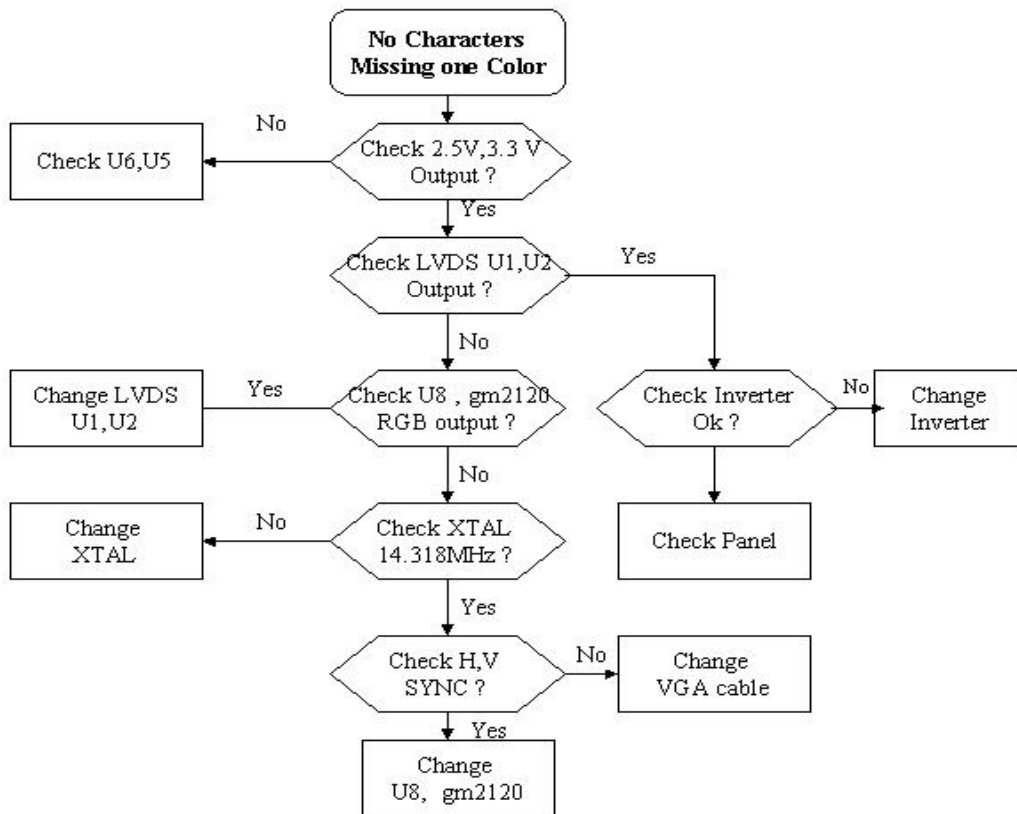 No Characters
Missing one Color
No
Check U6,U5
Check 2.5V,3.3 V
Output ?
Yes
Check LVDS U1,U2
Output ?
Yes
No
Change LVDS
U1,U2
Yes
Check U8 , gm2120
RGB output ?
Check Inverter
Ok ?
No
Change
Inverter
No
Change
XTAL
No
Check XTAL
14.318MHz ?
Check Panel
Yes
Check H,V
SYNC ?
No
Change
VGA cable
Yes
Change
U8, gm2120